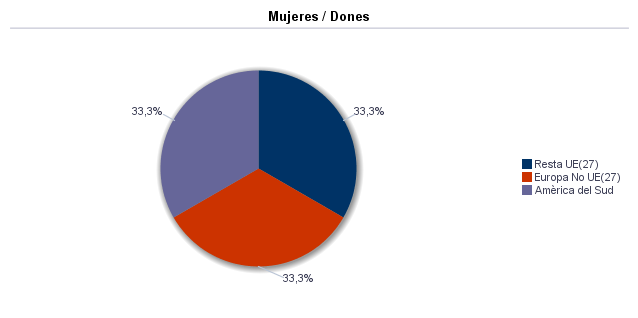 Mujeres / Dones
33,3%
33,3%
33,3%
Resta UE(27)
Europa No UE(27)
Amèrica del Sud